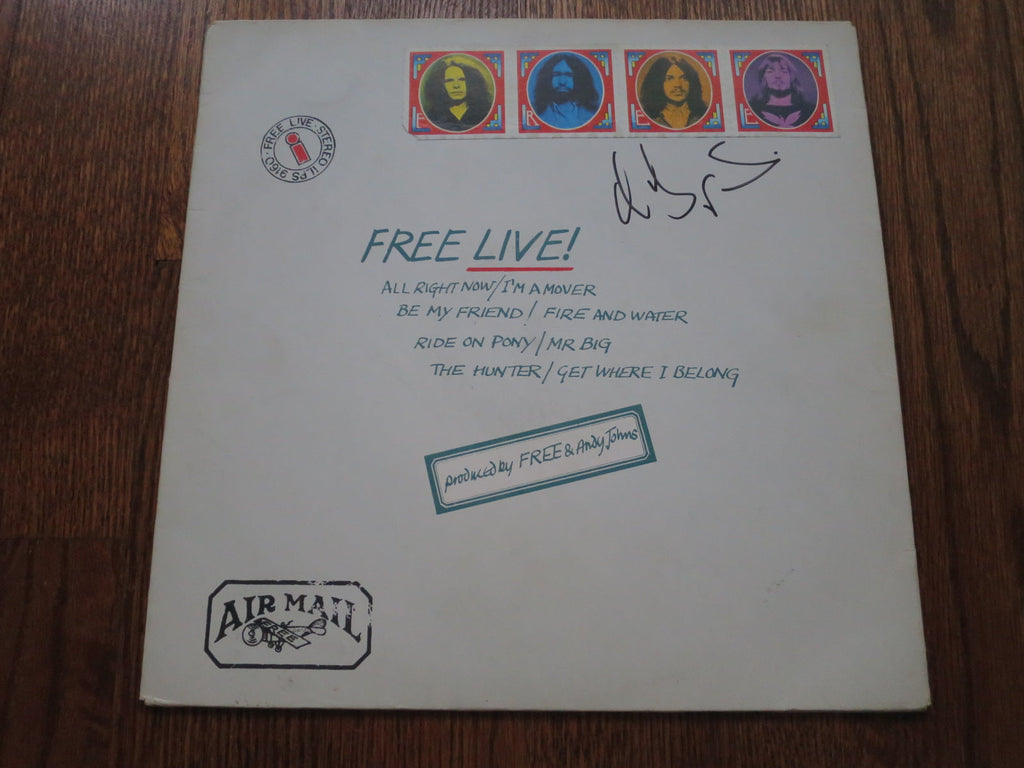 F R E E
FREE LIVE! STEREO ILPS 9160
i
FREE LIVE!
ALL RIGHT NOW/I'M A MOVER
BE MY FRIEND/ FIRE AND WATER
RIDE ON PONY/MR BIG
THE HUNTER/GET WHERE I BELONG
produced by FREE & Andy Johns
AIR MAIL
FREE